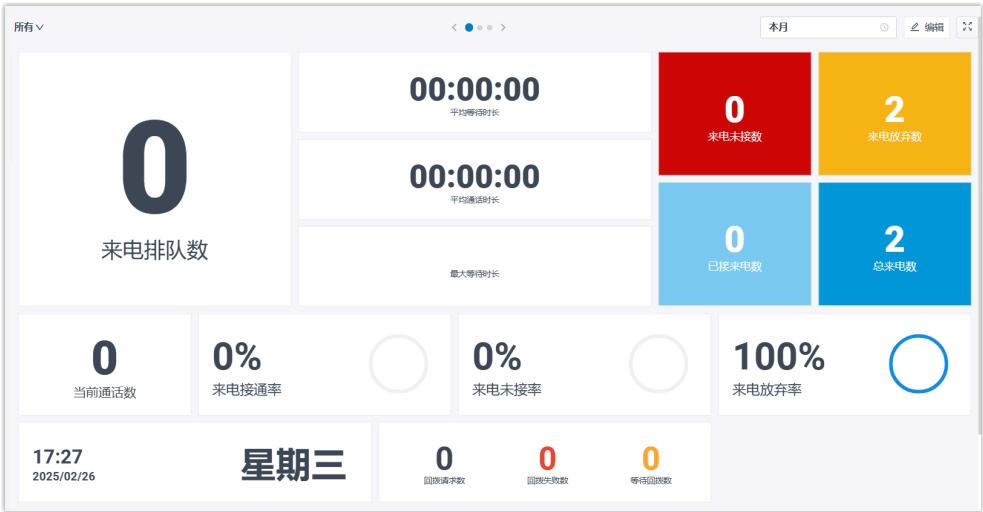 所有
本月
编辑
0
来电排队数
00:00:00
平均等待时长
00:00:00
平均通话时长
最大等待时长
0
来电未接数
2
来电放弃数
0
已接来电数
2
总来电数
0
当前通话数
0%
来电接通率
0%
来电未接率
100%
来电放弃率
17:27
2025/02/26
星期三
0
回拨请求数
0
回拨失败数
0
等待回拨数